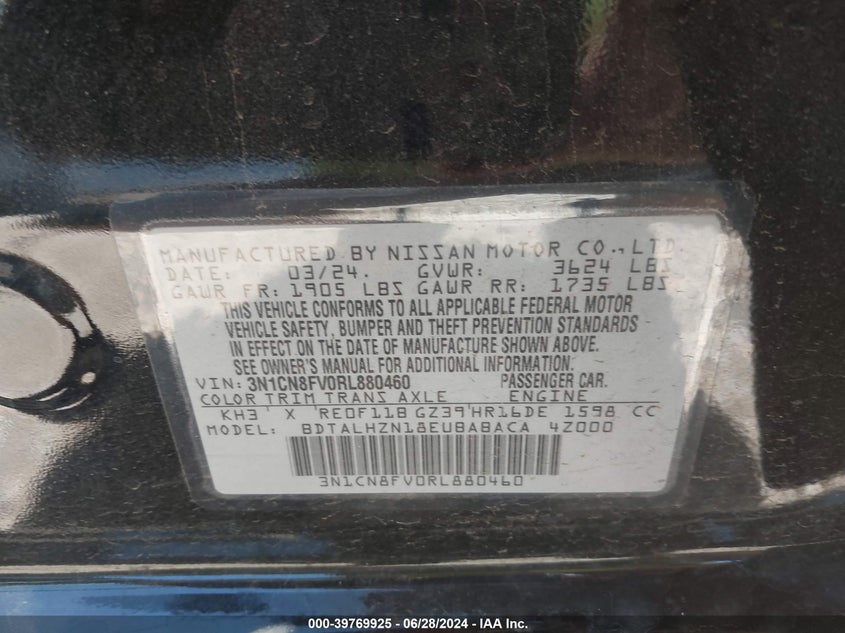 MANUFACTURED BY NISSAN MOTOR CO., LTD.
DATE: 03/24. GVWR: 3624 LBS
GAWR FR: 1905 LBS GAWR RR: 1735 LBS
THIS VEHICLE CONFORMS TO ALL APPLICABLE FEDERAL MOTOR
VEHICLE SAFETY, BUMPER AND THEFT PREVENTION STANDARDS
IN EFFECT ON THE DATE OF MANUFACTURE SHOWN ABOVE.
SEE OWNER'S MANUAL FOR ADDITIONAL INFORMATION.
VIN: 3N1CN8FV0RL880460 PASSENGER CAR.
COLOR TRIM TRANS AXLE ENGINE
KH3 X RE0F11B GZ39 HR16DE 1598 CC
MODEL: BDTALHZN18EUBABACA 4Z000
3N1CN8FV0RL880460
000-39769925 - 06/28/2024 - IAA Inc.